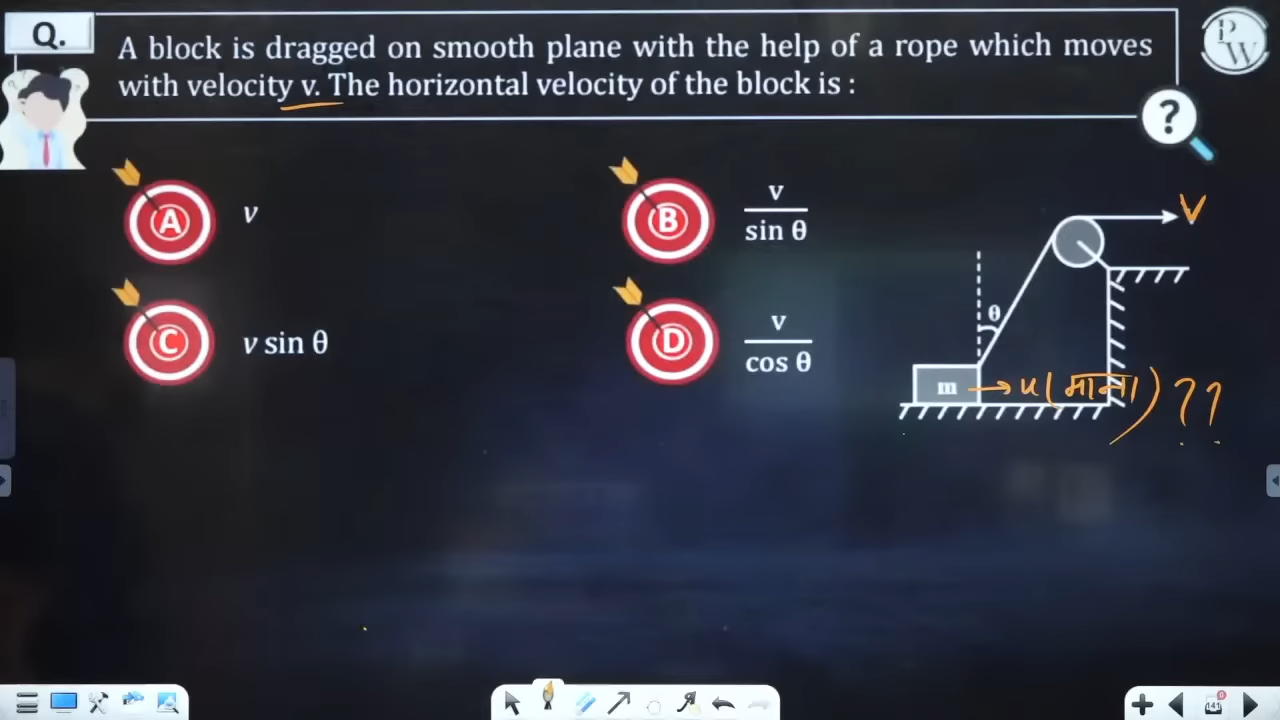 Q.
A block is dragged on smooth plane with the help of a rope which moves
with velocity v. The horizontal velocity of the block is :
P
W
?
A
v
B
v
sin θ
V
C
v sin θ
D
v
cos θ
θ
m
u (माना) ??
141